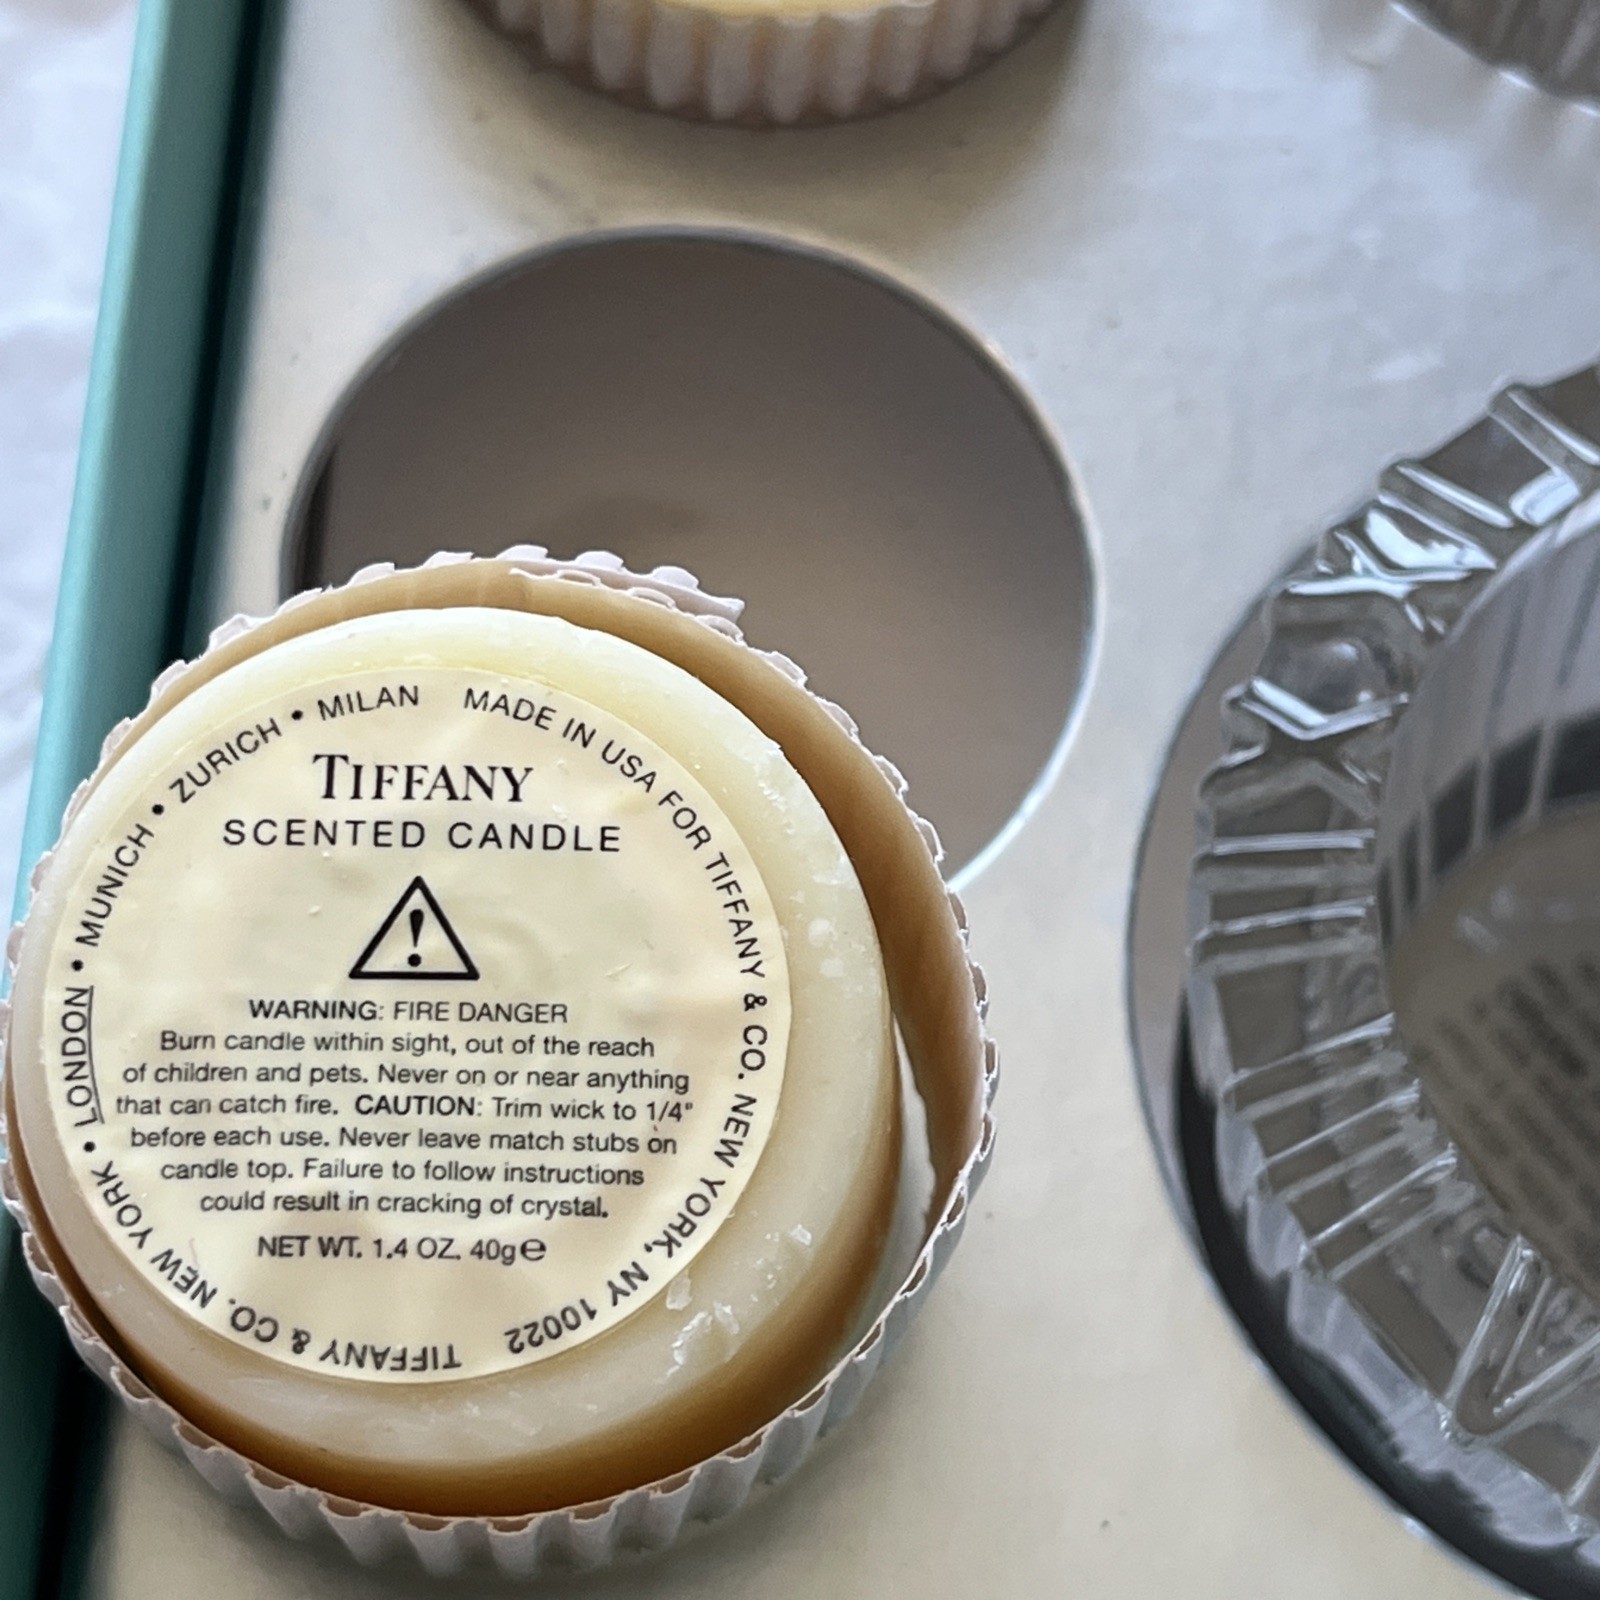 TIFFANY & CO. NEW YORK • LONDON • MUNICH • ZURICH • MILAN
MADE IN USA FOR TIFFANY & CO. NEW YORK, NY 10022
TIFFANY
SCENTED CANDLE
!
WARNING: FIRE DANGER
Burn candle within sight, out of the reach
of children and pets. Never on or near anything
that can catch fire. CAUTION: Trim wick to 1/4"
before each use. Never leave match stubs on
candle top. Failure to follow instructions
could result in cracking of crystal.
NET WT. 1.4 OZ. 40g℮